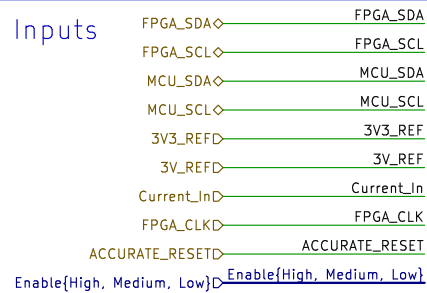 Inputs
FPGA_SDA FPGA_SDA
FPGA_SCL FPGA_SCL
MCU_SDA MCU_SDA
MCU_SCL MCU_SCL
3V3_REF 3V3_REF
3V_REF 3V_REF
Current_In Current_In
FPGA_CLK FPGA_CLK
ACCURATE_RESET ACCURATE_RESET
Enable{High, Medium, Low} Enable{High, Medium, Low}